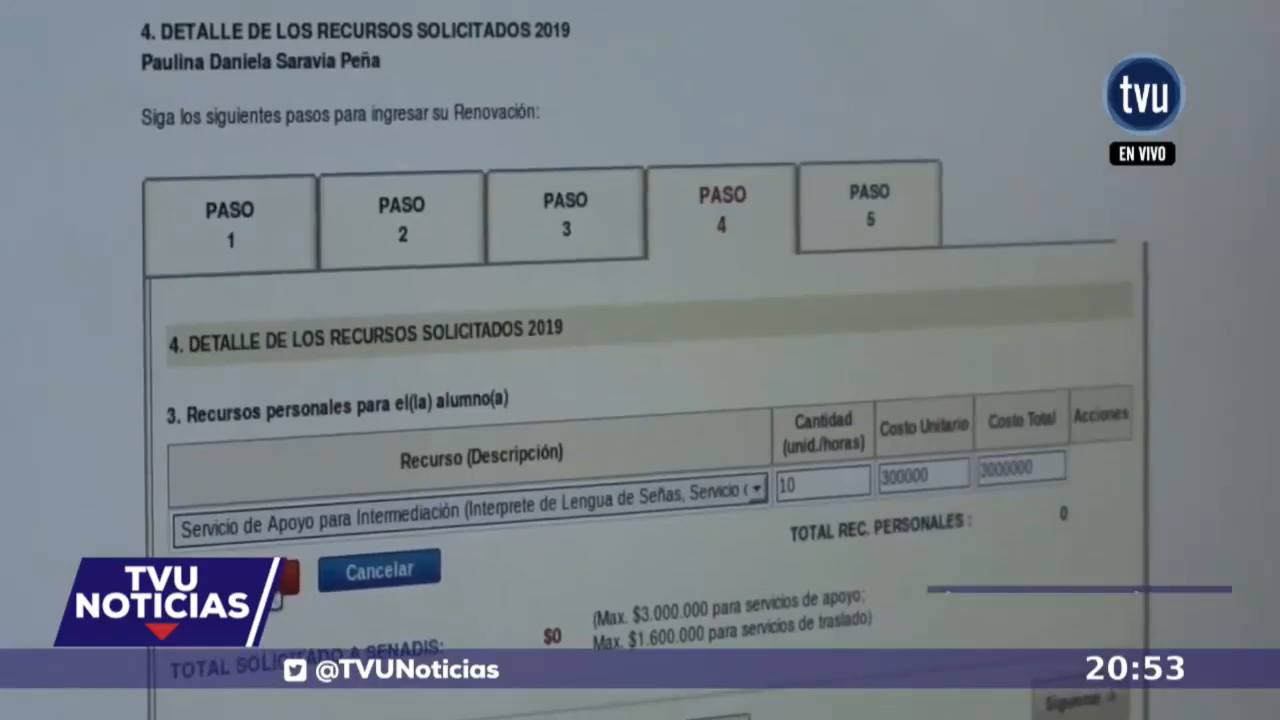 4. DETALLE DE LOS RECURSOS SOLICITADOS 2019
Paulina Daniela Saravia Peña
Siga los siguientes pasos para ingresar su Renovación:
tvu
EN VIVO
PASO 1
PASO 2
PASO 3
PASO 4
PASO 5
4. DETALLE DE LOS RECURSOS SOLICITADOS 2019
3. Recursos personales para el(la) alumno(a)
Recurso (Descripción)
Cantidad (unid./horas)
Costo Unitario
Costo Total
Acciones
Servicio de Apoyo para Intermediación (Interprete de Lengua de Señas, Servicio (
10
300000
3000000
TOTAL REC. PERSONALES :
0
Cancelar
TOTAL SOLICITADO A SENADIS:
$0
(Max. $3.000.000 para servicios de apoyo;
Max. $1.600.000 para servicios de traslado)
Siguiente
TVU
NOTICIAS
@TVUNoticias
20:53